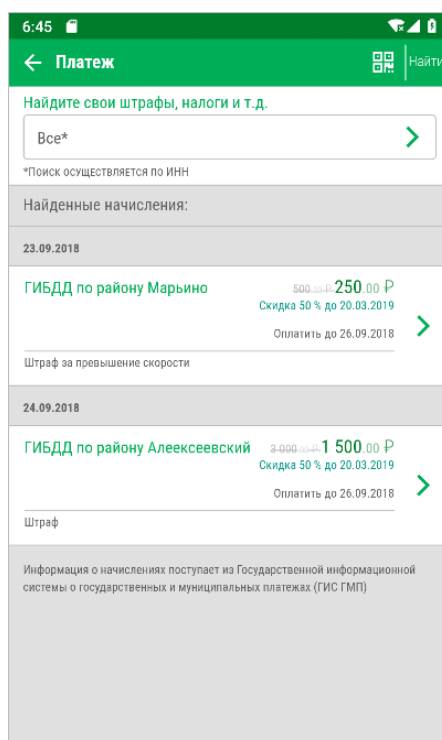 6:45
Платеж
Найти
Найдите свои штрафы, налоги и т.д.
Все*
*Поиск осуществляется по ИНН
Найденные начисления:
23.09.2018
ГИБДД по району Марьино 500.00 ₽ 250.00 ₽
Скидка 50 % до 20.03.2019
Оплатить до 26.09.2018
Штраф за превышение скорости
24.09.2018
ГИБДД по району Алеексеевский 3 000.00 ₽ 1 500.00 ₽
Скидка 50 % до 20.03.2019
Оплатить до 26.09.2018
Штраф
Информация о начислениях поступает из Государственной информационной
системы о государственных и муниципальных платежах (ГИС ГМП)